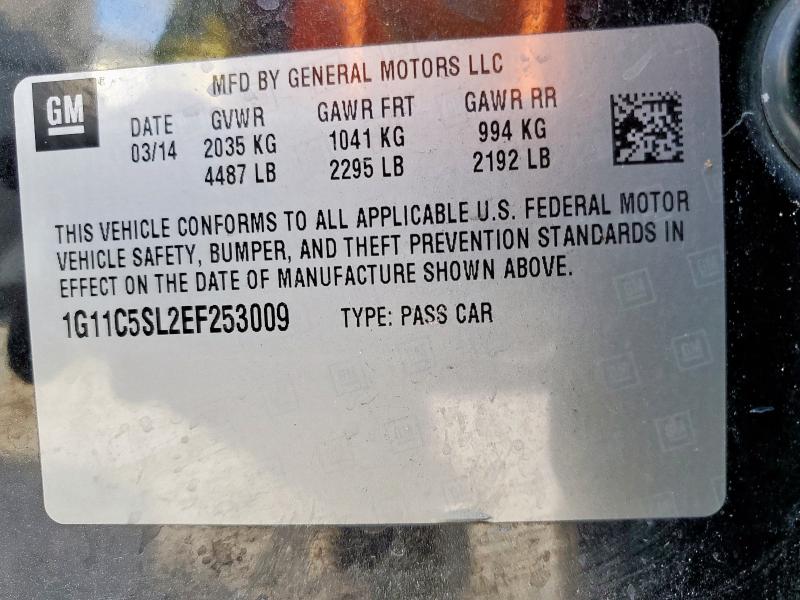 GM
MFD BY GENERAL MOTORS LLC
DATE GVWR GAWR FRT GAWR RR
03/14 2035 KG 1041 KG 994 KG
4487 LB 2295 LB 2192 LB
THIS VEHICLE CONFORMS TO ALL APPLICABLE U.S. FEDERAL MOTOR
VEHICLE SAFETY, BUMPER, AND THEFT PREVENTION STANDARDS IN
EFFECT ON THE DATE OF MANUFACTURE SHOWN ABOVE.
1G11C5SL2EF253009 TYPE: PASS CAR